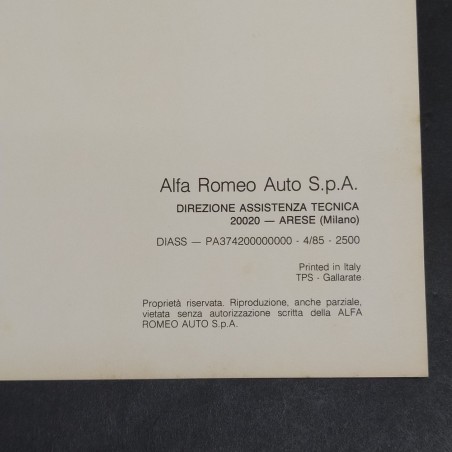 Alfa Romeo Auto S.p.A.
DIREZIONE ASSISTENZA TECNICA
20020 — ARESE (Milano)
DIASS — PA374200000000 - 4/85 - 2500
Printed in Italy
TPS - Gallarate
Proprietà riservata. Riproduzione, anche parziale,
vietata senza autorizzazione scritta della ALFA
ROMEO AUTO S.p.A.